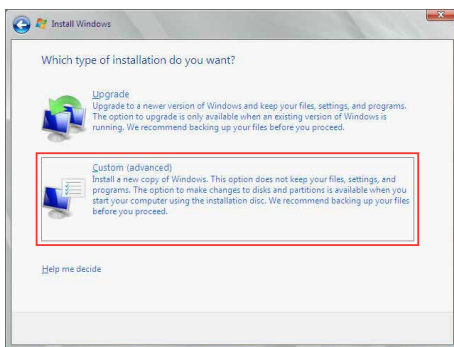 Install Windows
Which type of installation do you want?
Upgrade
Upgrade to a newer version of Windows and keep your files, settings, and programs.
The option to upgrade is only available when an existing version of Windows is
running. We recommend backing up your files before you proceed.
Custom (advanced)
Install a new copy of Windows. This option does not keep your files, settings, and
programs. The option to make changes to disks and partitions is available when you
start your computer using the installation disc. We recommend backing up your files
before you proceed.
Help me decide